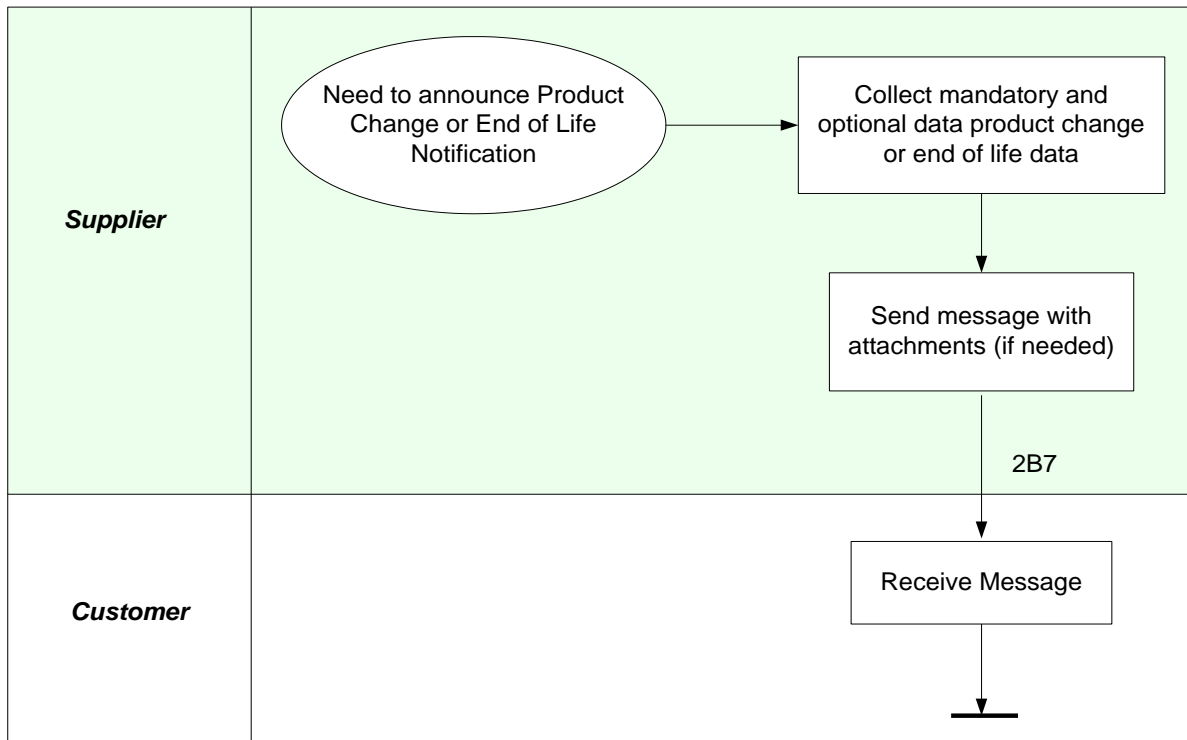 Need to announce Product
Change or End of Life
Notification
Collect mandatory and
optional data product change
or end of life data
Supplier
Send message with
attachments (if needed)
2B7
Receive Message
Customer